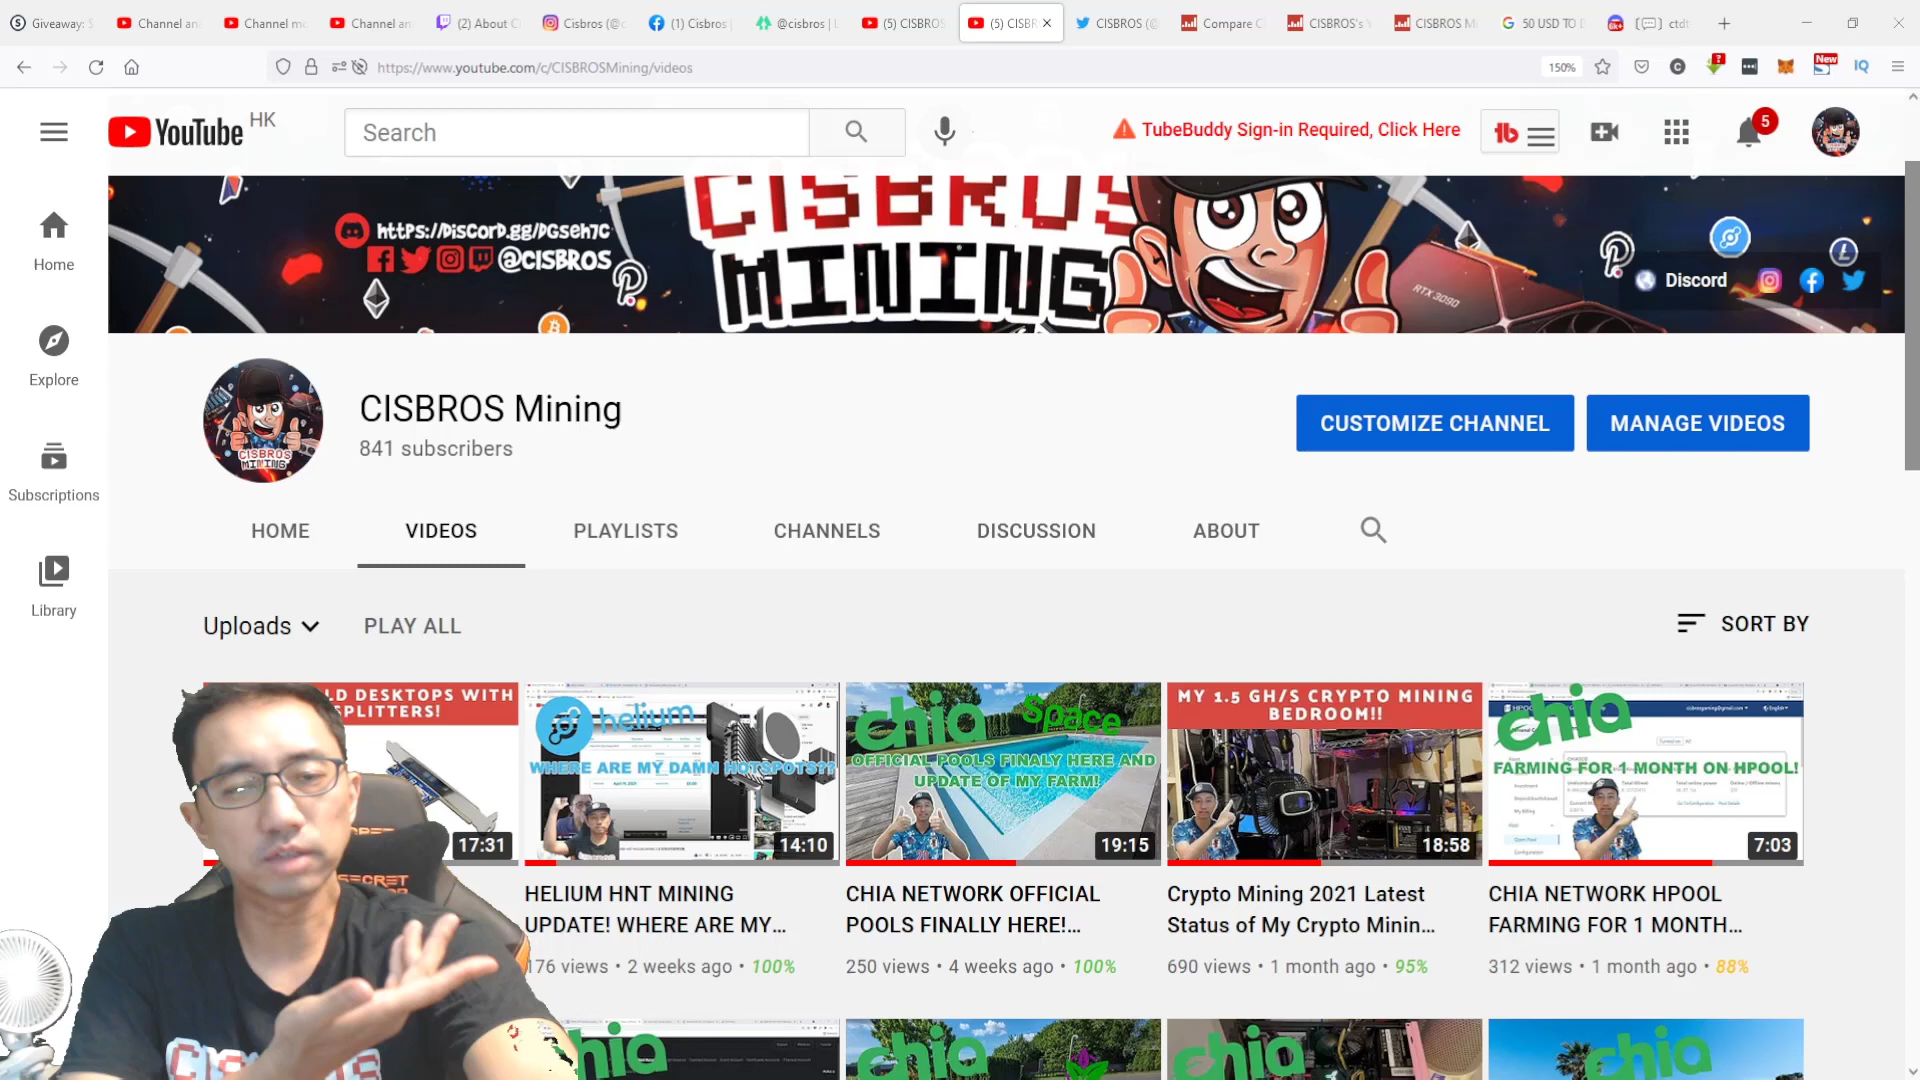 Giveaway: S
Channel an
Channel m
Channel an
(2) About C
Cisbros (@c
(1) Cisbros
@cisbros | L
(5) CISBROS
(5) CISBR
CISBROS (@
Compare C
CISBROS's Y
CISBROS M
50 USD TO
ctdt
https://www.youtube.com/c/CISBROSMining/videos
150%
New
IQ
YouTube HK
Search
TubeBuddy Sign-in Required, Click Here
5
Home
Explore
Subscriptions
Library
https://Discord.gg/DGseh7C
@CISBROS
CISBROS
MINING
RTX 3090
Discord
CISBROS
MINING
CISBROS Mining
841 subscribers
CUSTOMIZE CHANNEL
MANAGE VIDEOS
HOME
VIDEOS
PLAYLISTS
CHANNELS
DISCUSSION
ABOUT
Uploads
PLAY ALL
SORT BY
LD DESKTOPS WITH
SPLITTERS!
17:31
helium
WHERE ARE MY DAMN HOTSPOTS??
14:10
chia Space
OFFICIAL POOLS FINALY HERE AND
UPDATE OF MY FARM!
19:15
MY 1.5 GH/S CRYPTO MINING
BEDROOM!!
18:58
chia
FARMING FOR 1 MONTH ON HPOOL!
7:03
HELIUM HNT MINING
UPDATE! WHERE ARE MY...
176 views • 2 weeks ago • 100%
CHIA NETWORK OFFICIAL
POOLS FINALLY HERE!...
250 views • 4 weeks ago • 100%
Crypto Mining 2021 Latest
Status of My Crypto Minin...
690 views • 1 month ago • 95%
CHIA NETWORK HPOOL
FARMING FOR 1 MONTH...
312 views • 1 month ago • 88%
SECRET
hia
chia
chia
chia